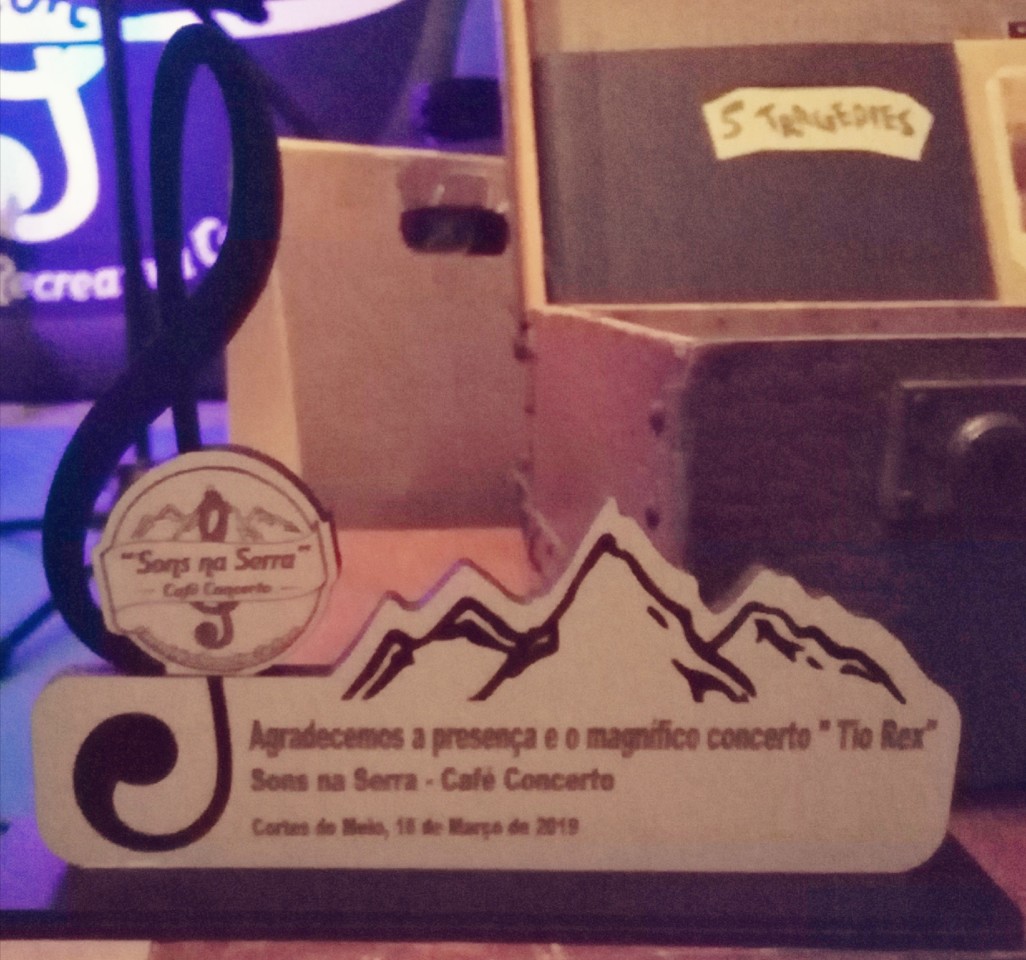 5 TRAGEDIES
Recrea
"Sons na Serra"
Café Concerto
Agradecemos a presença e o magnífico concerto " Tio Rex"
Sons na Serra - Café Concerto
Cortes do Meio, de Março de 2019